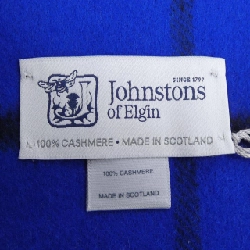 SINCE 1797
Johnstons
of Elgin
100% CASHMERE • MADE IN SCOTLAND
100% CASHMERE
MADE IN SCOTLAND